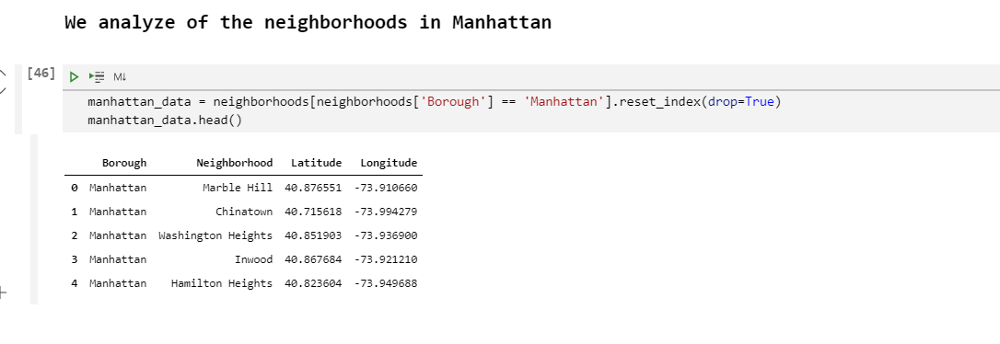 We analyze of the neighborhoods in Manhattan
[46]
M↓
manhattan_data = neighborhoods[neighborhoods['Borough'] == 'Manhattan'].reset_index(drop=True)
manhattan_data.head()
Borough Neighborhood Latitude Longitude
0 Manhattan Marble Hill 40.876551 -73.910660
1 Manhattan Chinatown 40.715618 -73.994279
2 Manhattan Washington Heights 40.851903 -73.936900
3 Manhattan Inwood 40.867684 -73.921210
4 Manhattan Hamilton Heights 40.823604 -73.949688